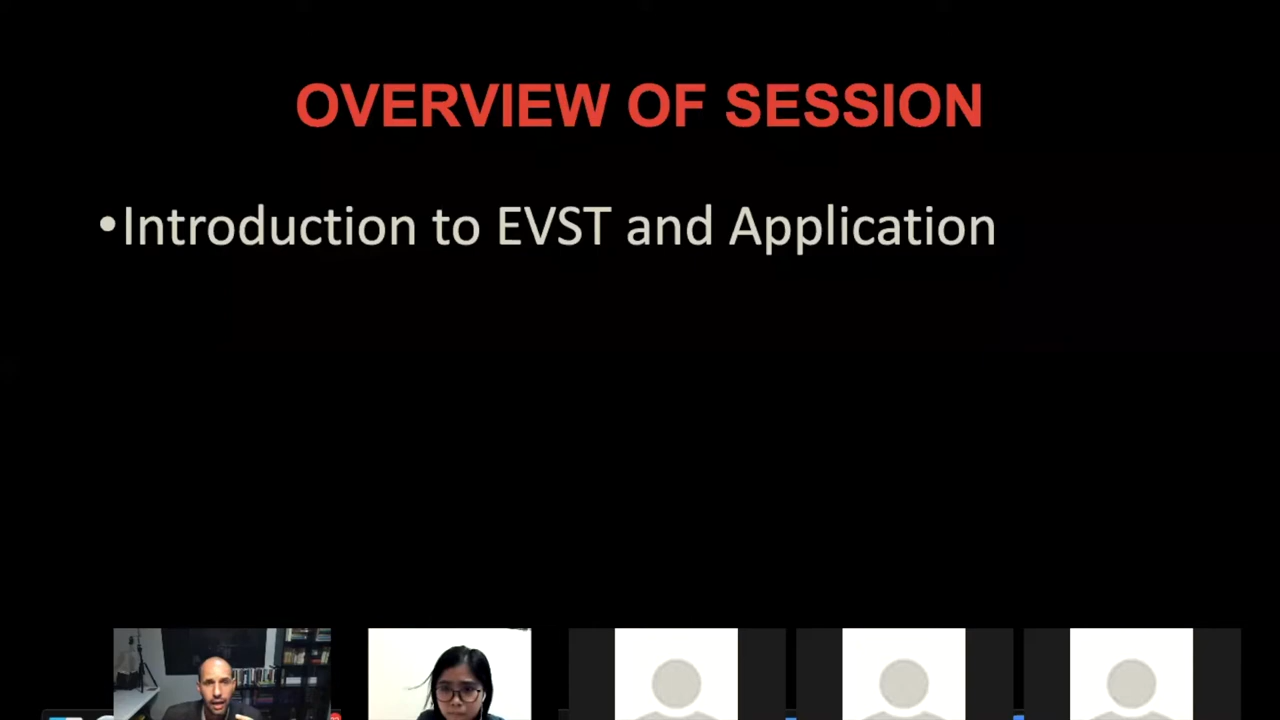 OVERVIEW OF SESSION
•Introduction to EVST and Application